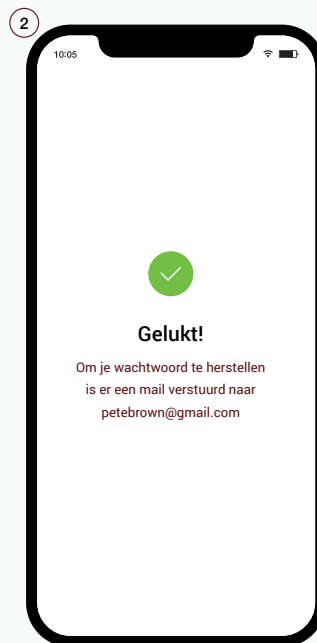 2
10:05
Gelukt!
Om je wachtwoord te herstellen
is er een mail verstuurd naar
petebrown@gmail.com